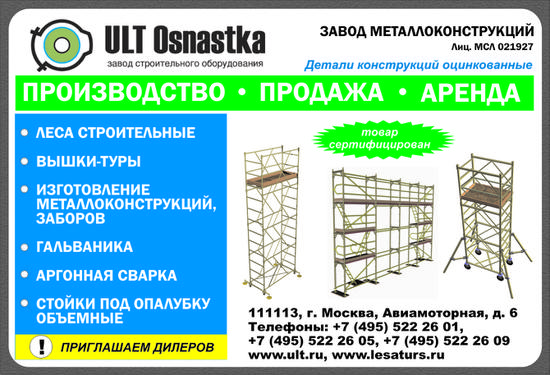 ULT Osnastka
завод строительного оборудования
ЗАВОД МЕТАЛЛОКОНСТРУКЦИЙ
Лиц. МСЛ 021927
Детали конструкций оцинкованные
ПРОИЗВОДСТВО • ПРОДАЖА • АРЕНДА
• ЛЕСА СТРОИТЕЛЬНЫЕ
• ВЫШКИ-ТУРЫ
• ИЗГОТОВЛЕНИЕ
МЕТАЛЛОКОНСТРУКЦИЙ,
ЗАБОРОВ
• ГАЛЬВАНИКА
• АРГОННАЯ СВАРКА
• СТОЙКИ ПОД ОПАЛУБКУ
ОБЪЕМНЫЕ
! ПРИГЛАШАЕМ ДИЛЕРОВ
товар
сертифицирован
111113, г. Москва, Авиамоторная, д. 6
Телефоны: +7 (495) 522 26 01,
+7 (495) 522 26 05, +7 (495) 522 26 09
www.ult.ru, www.lesaturs.ru